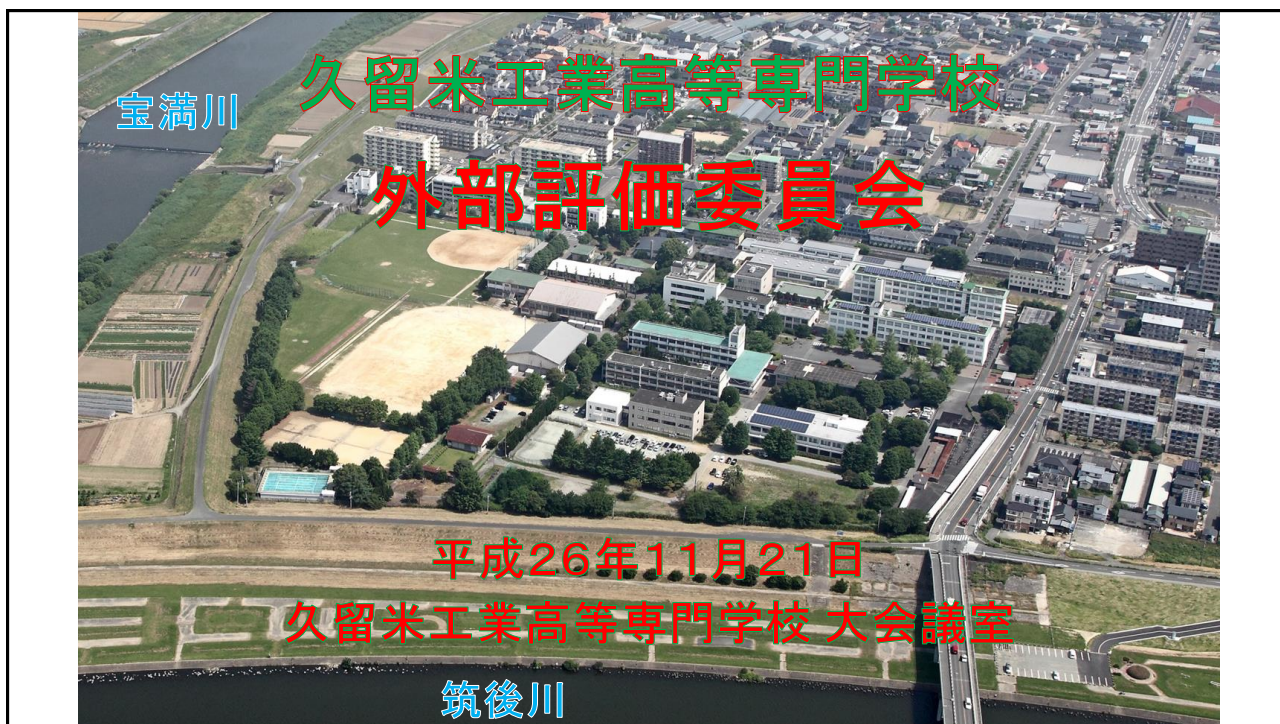 久留米工業高等専門学校
宝満川
外部評価委員会
平成26年11月21日
久留米工業高等専門学校 大会議室
筑後川